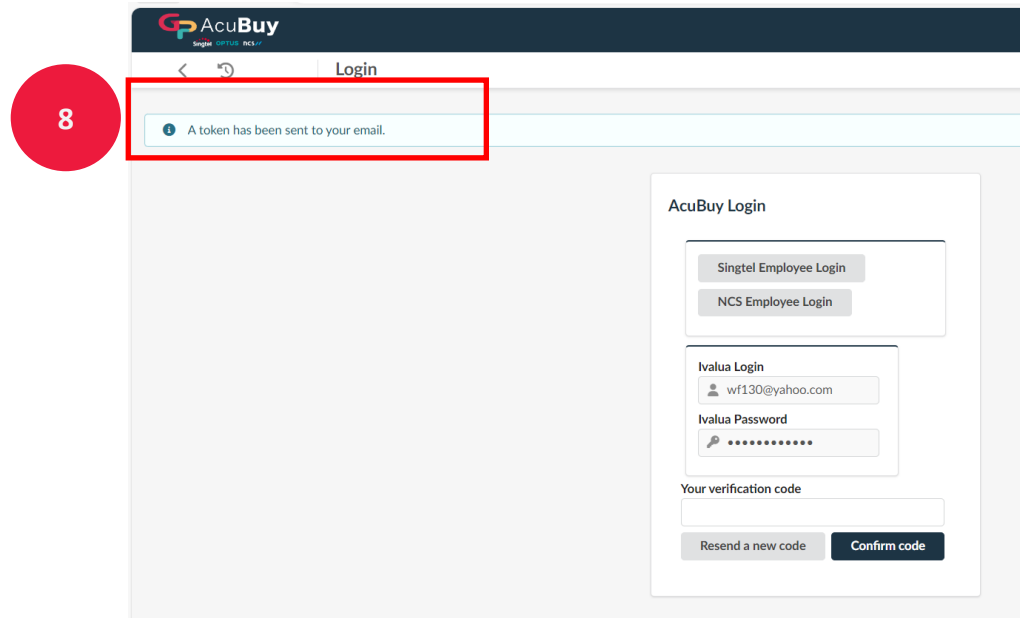 GP AcuBuy
Singtel OPTUS ncs//
Login
8
A token has been sent to your email.
AcuBuy Login
Singtel Employee Login
NCS Employee Login
Ivalua Login
wf130@yahoo.com
Ivalua Password
••••••••••••
Your verification code
Resend a new code
Confirm code